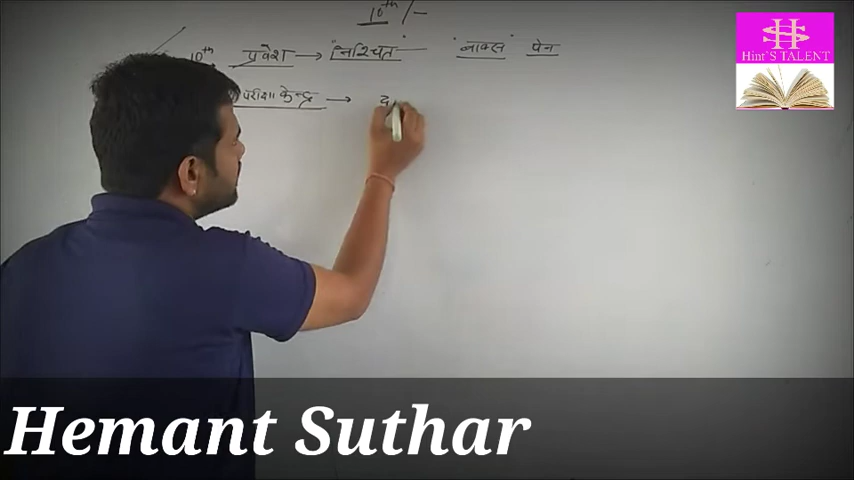 10th /-
10th प्रवेश → "निश्चित" "बाक्स" पेन
परीक्षा केन्द्र →
Hint'S TALENT
Hemant Suthar